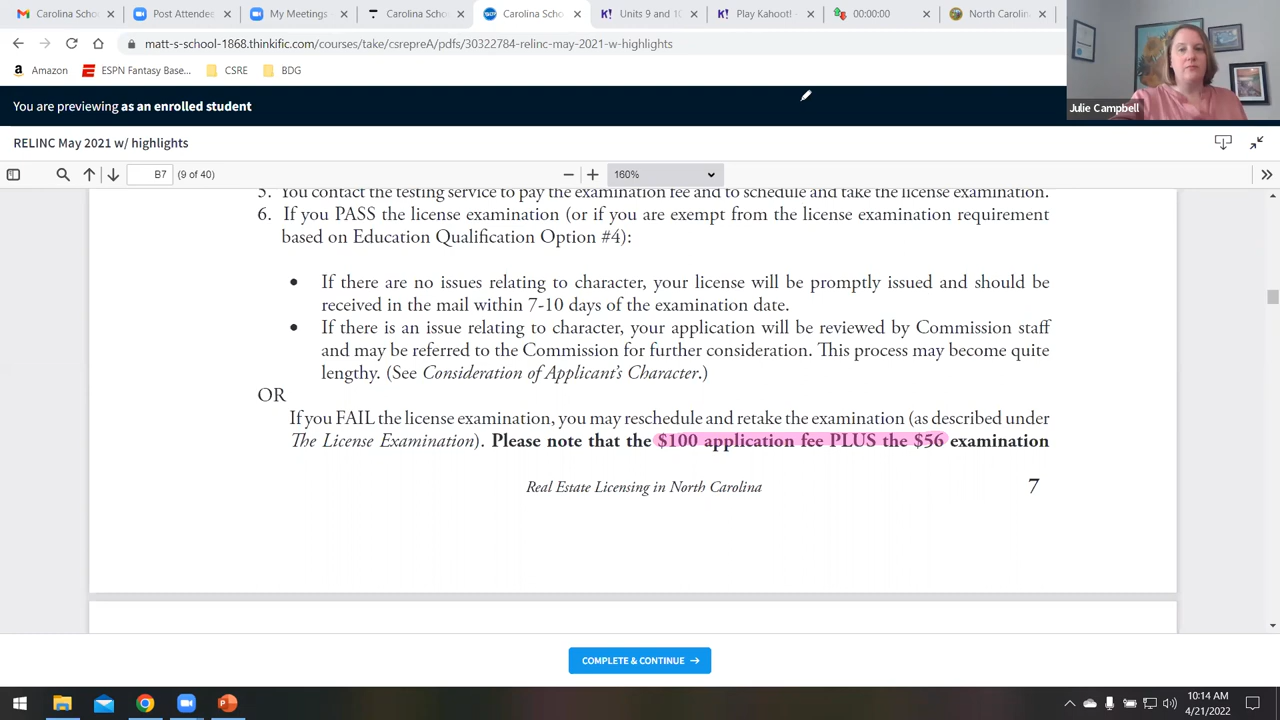 Carolina Scho
Post Attende
My Meetings
Carolina Scho
Carolina Scho
Units 9 and 10
Play Kahoot! -
00:00:00
North Carolin
matt-s-school-1868.thinkific.com/courses/take/csrepreA/pdfs/30322784-relinc-may-2021-w-highlights
Amazon
ESPN Fantasy Base...
CSRE
BDG
Julie Campbell
You are previewing as an enrolled student
RELINC May 2021 w/ highlights
B7
(9 of 40)
160%
5. You contact the testing service to pay the examination fee and to schedule and take the license examination.
6. If you PASS the license examination (or if you are exempt from the license examination requirement
based on Education Qualification Option #4):
• If there are no issues relating to character, your license will be promptly issued and should be
received in the mail within 7-10 days of the examination date.
• If there is an issue relating to character, your application will be reviewed by Commission staff
and may be referred to the Commission for further consideration. This process may become quite
lengthy. (See Consideration of Applicant's Character.)
OR
If you FAIL the license examination, you may reschedule and retake the examination (as described under
The License Examination). Please note that the $100 application fee PLUS the $56 examination
Real Estate Licensing in North Carolina
7
COMPLETE & CONTINUE →
10:14 AM
4/21/2022